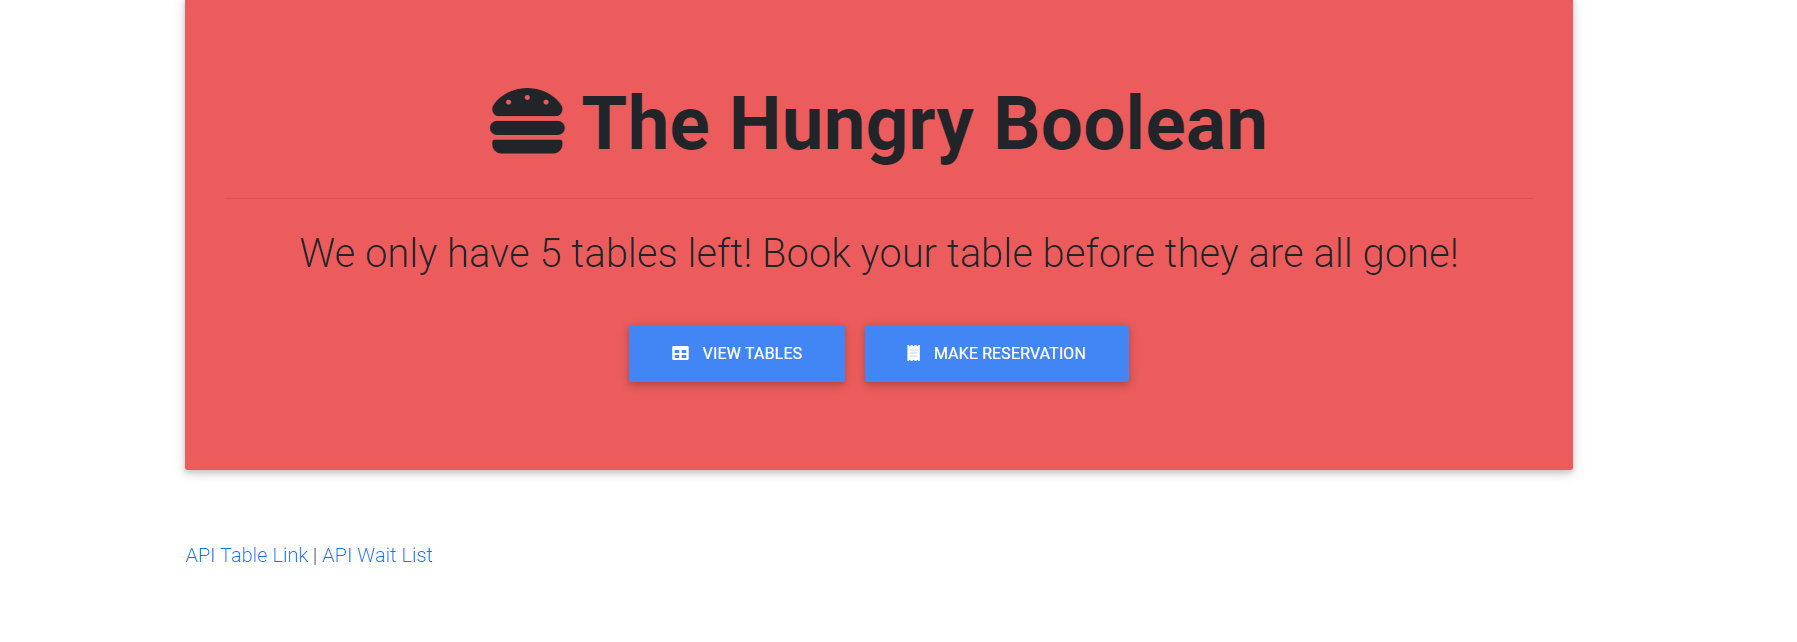 The Hungry Boolean
We only have 5 tables left! Book your table before they are all gone!
VIEW TABLES
MAKE RESERVATION
API Table Link | API Wait List